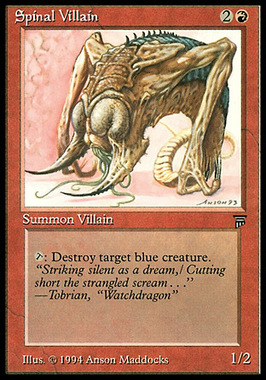 Spinal Villain 2
ANSON 93
Summon Villain
: Destroy target blue creature.
"Striking silent as a dream,/ Cutting
short the strangled scream . . ."
—Tobrian, "Watchdragon"
Illus. © 1994 Anson Maddocks 1/2